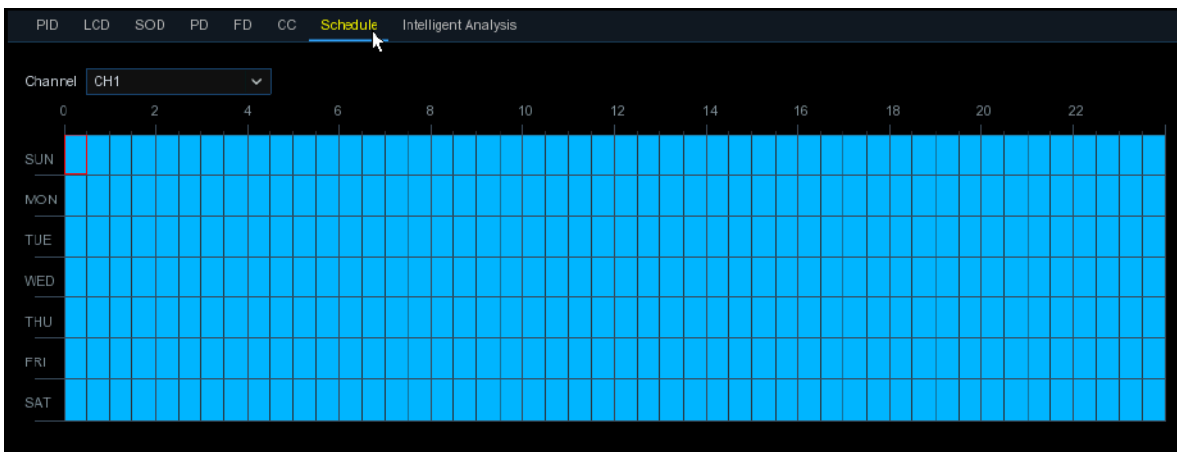 PID LCD SOD PD FD CC Schedule Intelligent Analysis
Channel CH1
0 2 4 6 8 10 12 14 16 18 20 22
SUN
MON
TUE
WED
THU
FRI
SAT